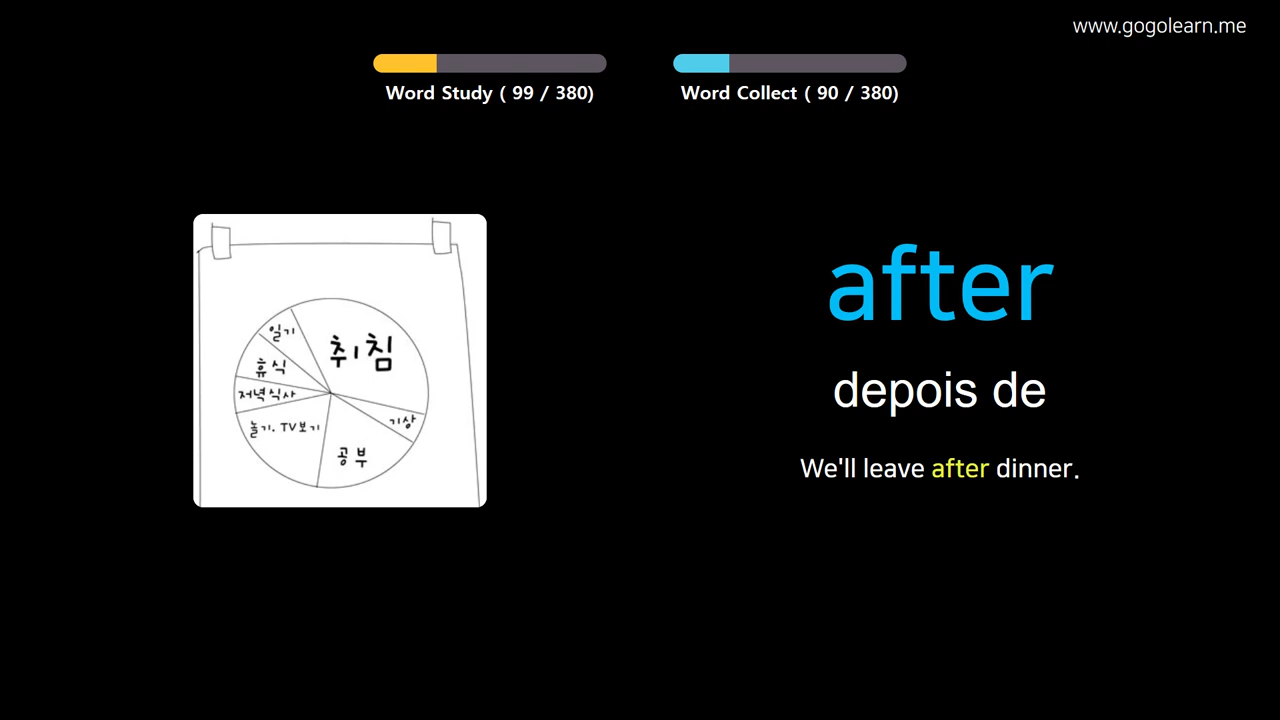 www.gogolearn.me
Word Study ( 99 / 380)
Word Collect ( 90 / 380)
일기
취침
휴식
저녁식사
기상
놀기. TV보기
공부
after
depois de
We'll leave after dinner.